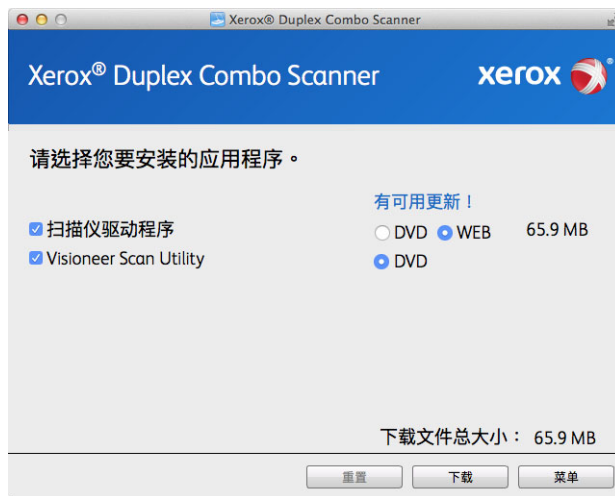 Xerox® Duplex Combo Scanner
Xerox® Duplex Combo Scanner
xerox ®
请选择您要安装的应用程序。
有可用更新！
扫描仪驱动程序 DVD WEB 65.9 MB
Visioneer Scan Utility DVD
下载文件总大小： 65.9 MB
重置 下载 菜单